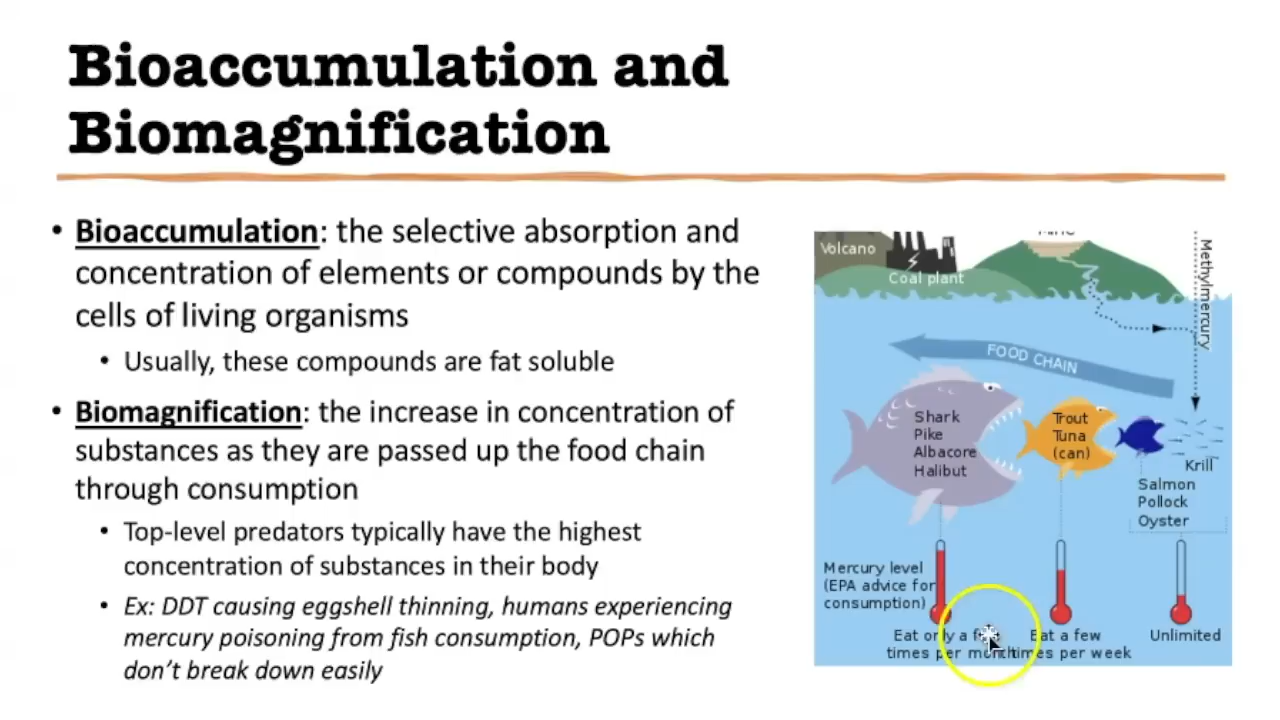 Bioaccumulation and
Biomagnification
• Bioaccumulation: the selective absorption and
concentration of elements or compounds by the
cells of living organisms
• Usually, these compounds are fat soluble
• Biomagnification: the increase in concentration of
substances as they are passed up the food chain
through consumption
• Top-level predators typically have the highest
concentration of substances in their body
• Ex: DDT causing eggshell thinning, humans experiencing
mercury poisoning from fish consumption, POPs which
don't break down easily
Volcano
Coal plant
Methylmercury
FOOD CHAIN
Shark
Pike
Albacore
Halibut
Trout
Tuna
(can)
Krill
Salmon
Pollock
Oyster
Mercury level
(EPA advice for
consumption)
Eat only a few
times per month
Eat a few
times per week
Unlimited